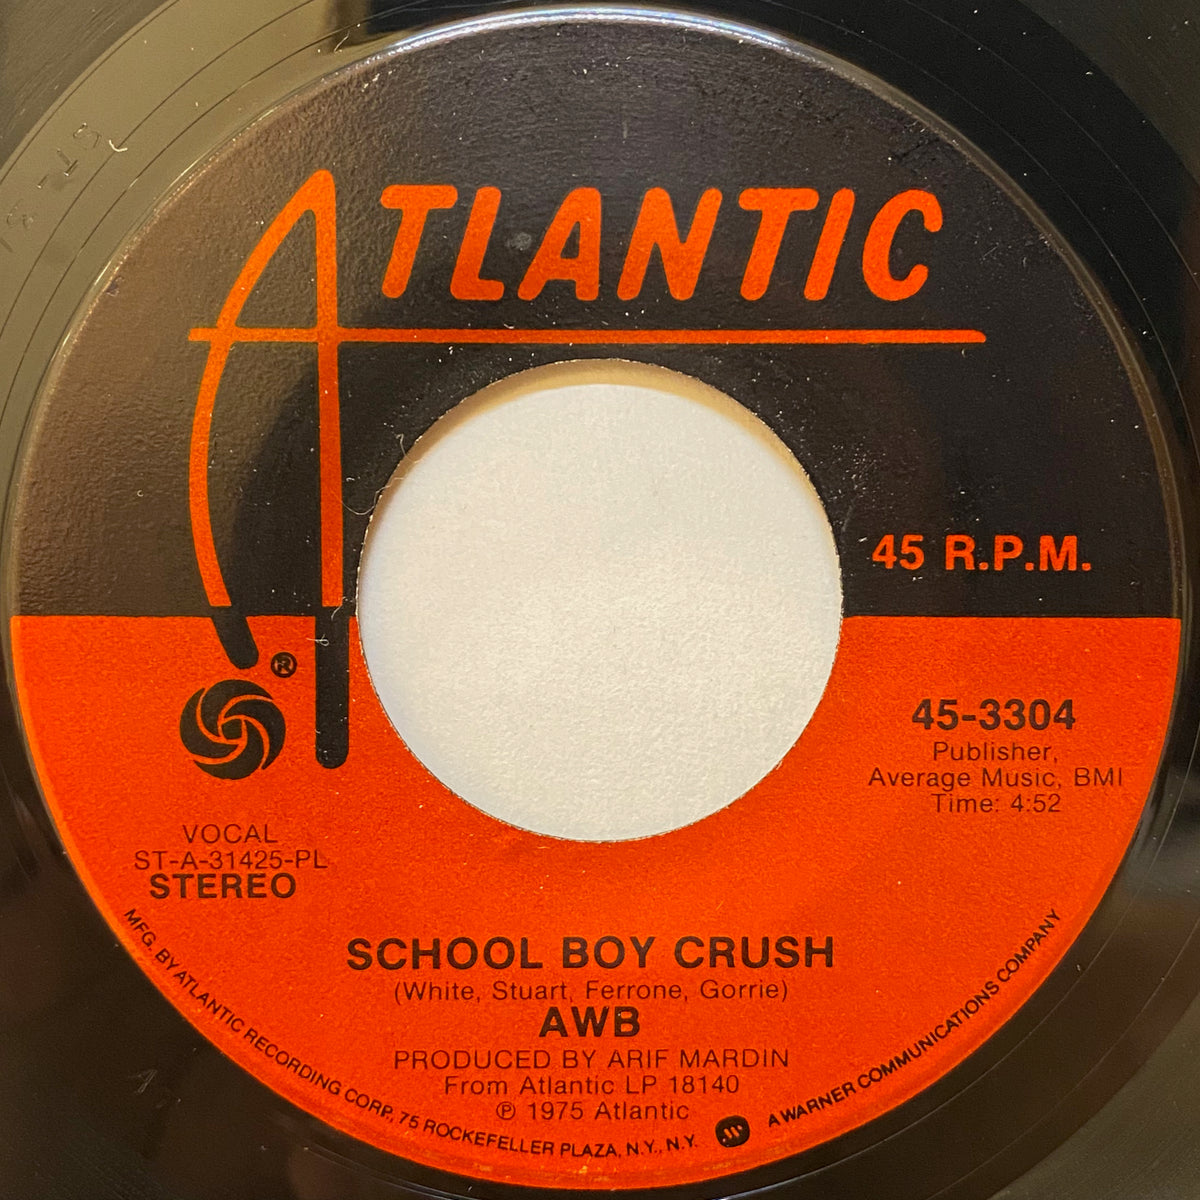 ATLANTIC
45 R.P.M.
®
45-3304
Publisher,
Average Music, BMI
Time: 4:52
VOCAL
ST-A-31425-PL
STEREO
SCHOOL BOY CRUSH
(White, Stuart, Ferrone, Gorrie)
AWB
PRODUCED BY ARIF MARDIN
From Atlantic LP 18140
℗ 1975 Atlantic
MFG. BY ATLANTIC RECORDING CORP., 75 ROCKEFELLER PLAZA, N.Y., N.Y. A WARNER COMMUNICATIONS COMPANY